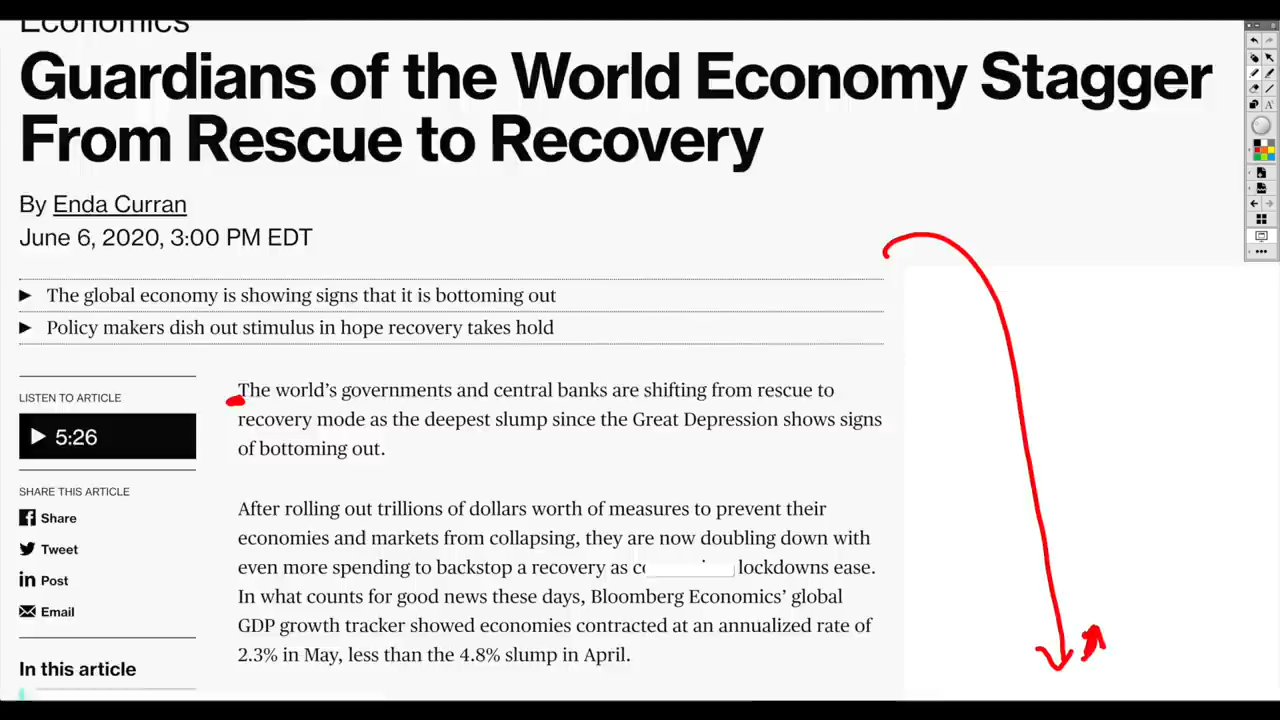 Economics
Guardians of the World Economy Stagger
From Rescue to Recovery
By Enda Curran
June 6, 2020, 3:00 PM EDT
The global economy is showing signs that it is bottoming out
Policy makers dish out stimulus in hope recovery takes hold
LISTEN TO ARTICLE
5:26
SHARE THIS ARTICLE
Share
Tweet
Post
Email
In this article
The world's governments and central banks are shifting from rescue to
recovery mode as the deepest slump since the Great Depression shows signs
of bottoming out.
After rolling out trillions of dollars worth of measures to prevent their
economies and markets from collapsing, they are now doubling down with
even more spending to backstop a recovery as lockdowns ease.
In what counts for good news these days, Bloomberg Economics' global
GDP growth tracker showed economies contracted at an annualized rate of
2.3% in May, less than the 4.8% slump in April.